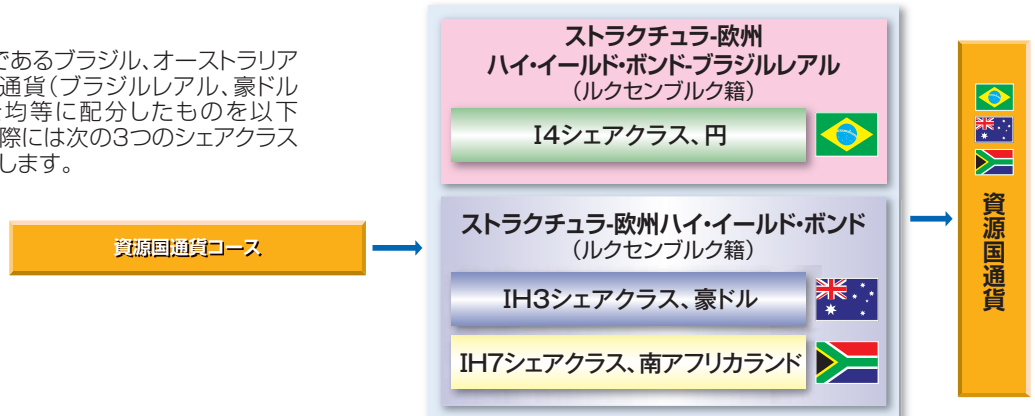 であるブラジル、オーストラリア
通貨（ブラジルレアル、豪ドル
均等に配分したものを以下
際には次の3つのシェアクラス
します。
資源国通貨コース
ストラクチュラ-欧州
ハイ・イールド・ボンド-ブラジルレアル
（ルクセンブルク籍）
I4シェアクラス、円
ストラクチュラ-欧州ハイ・イールド・ボンド
（ルクセンブルク籍）
IH3シェアクラス、豪ドル
IH7シェアクラス、南アフリカランド
資源国通貨